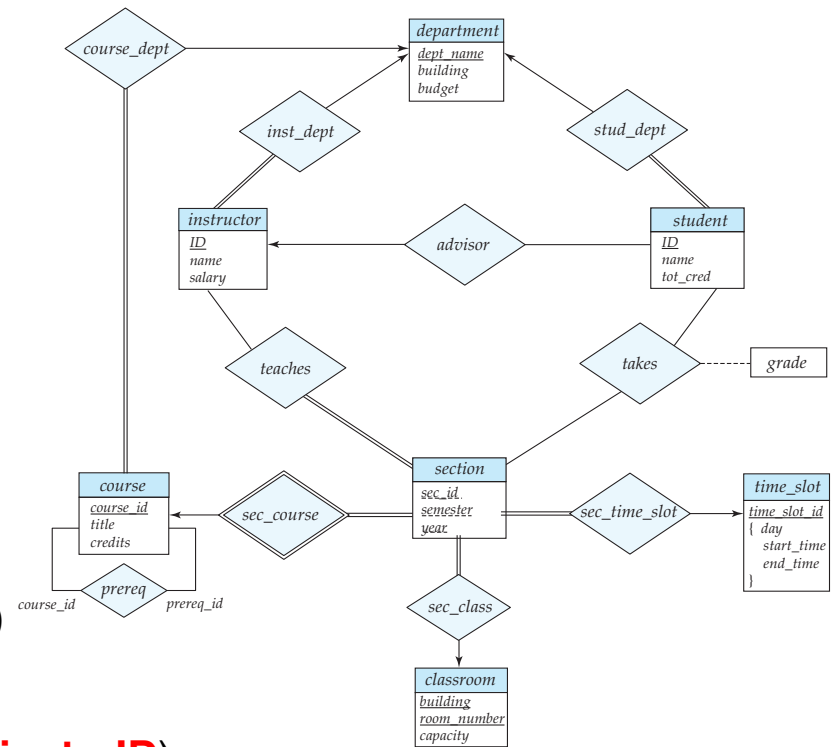 department
course_dept
dept_name
building
budget
inst_dept
stud_dept
instructor
ID
name
salary
advisor
student
ID
name
tot_cred
teaches
takes
grade
course
course_id
title
credits
sec_course
section
sec_id
semester
year
sec_time_slot
time_slot
time_slot_id
{ day
start_time
end_time
}
prereq
course_id
prereq_id
sec_class
)
classroom
building
room_number
capacity